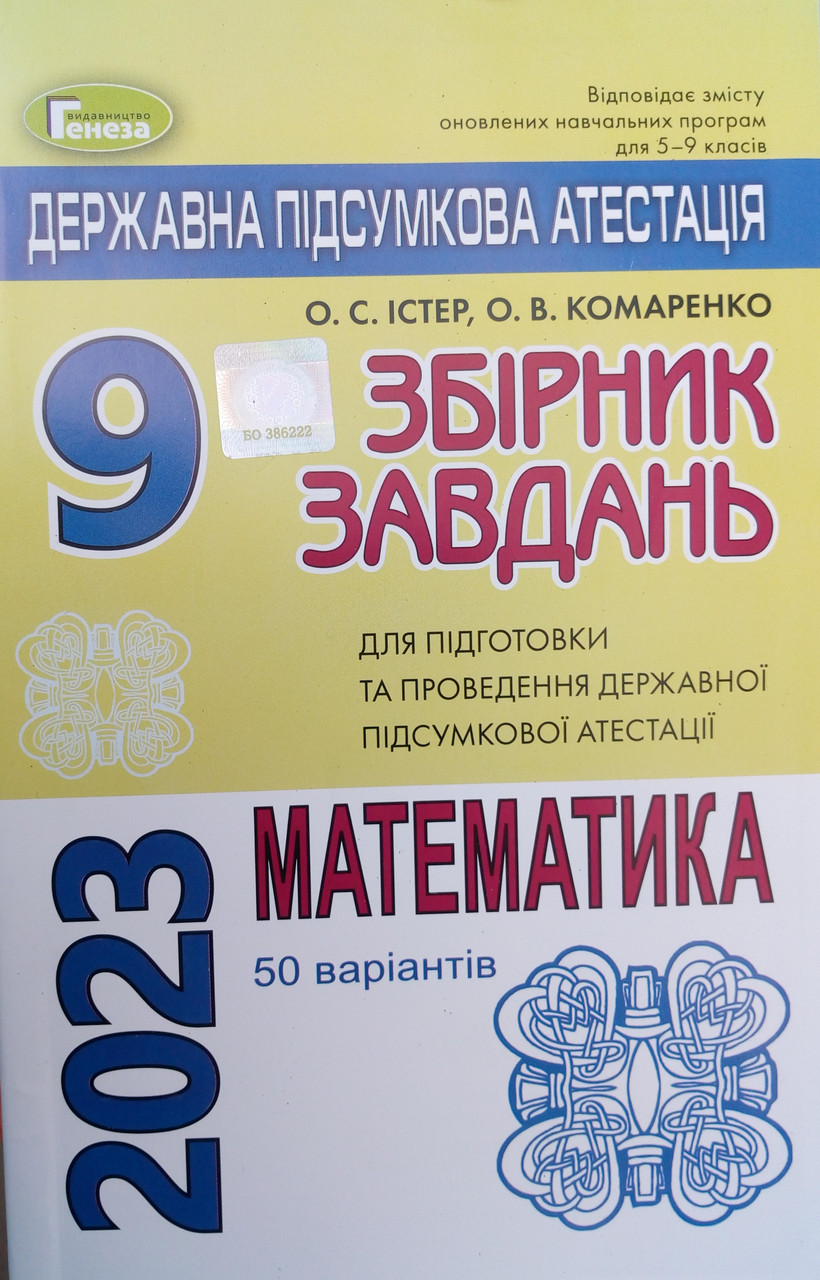 видавництво
Генеза
Відповідає змісту
оновлених навчальних програм
для 5–9 класів
ДЕРЖАВНА ПІДСУМКОВА АТЕСТАЦІЯ
О. С. ІСТЕР, О. В. КОМАРЕНКО
9
БО 386222
ЗБІРНИК
ЗАВДАНЬ
ДЛЯ ПІДГОТОВКИ
ТА ПРОВЕДЕННЯ ДЕРЖАВНОЇ
ПІДСУМКОВОЇ АТЕСТАЦІЇ
2023
МАТЕМАТИКА
50 варіантів